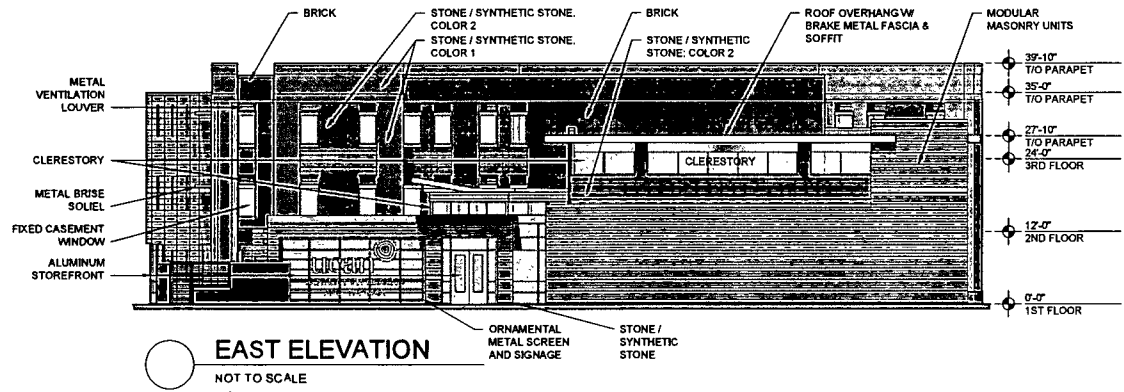 BRICK
STONE / SYNTHETIC STONE.
COLOR 2
STONE / SYNTHETIC STONE.
COLOR 1
BRICK
STONE / SYNTHETIC
STONE: COLOR 2
ROOF OVERHANG W/
BRAKE METAL FASCIA &
SOFFIT
MODULAR
MASONRY UNITS
METAL
VENTILATION
LOUVER
CLERESTORY
METAL BRISE
SOLIEL
FIXED CASEMENT
WINDOW
ALUMINUM
STOREFRONT
CLERESTORY
39'-10"
T/O PARAPET
35'-0"
T/O PARAPET
27'-10"
T/O PARAPET
24'-0"
3RD FLOOR
12'-0"
2ND FLOOR
0'-0"
1ST FLOOR
ORNAMENTAL
METAL SCREEN
AND SIGNAGE
STONE /
SYNTHETIC
STONE
EAST ELEVATION
NOT TO SCALE